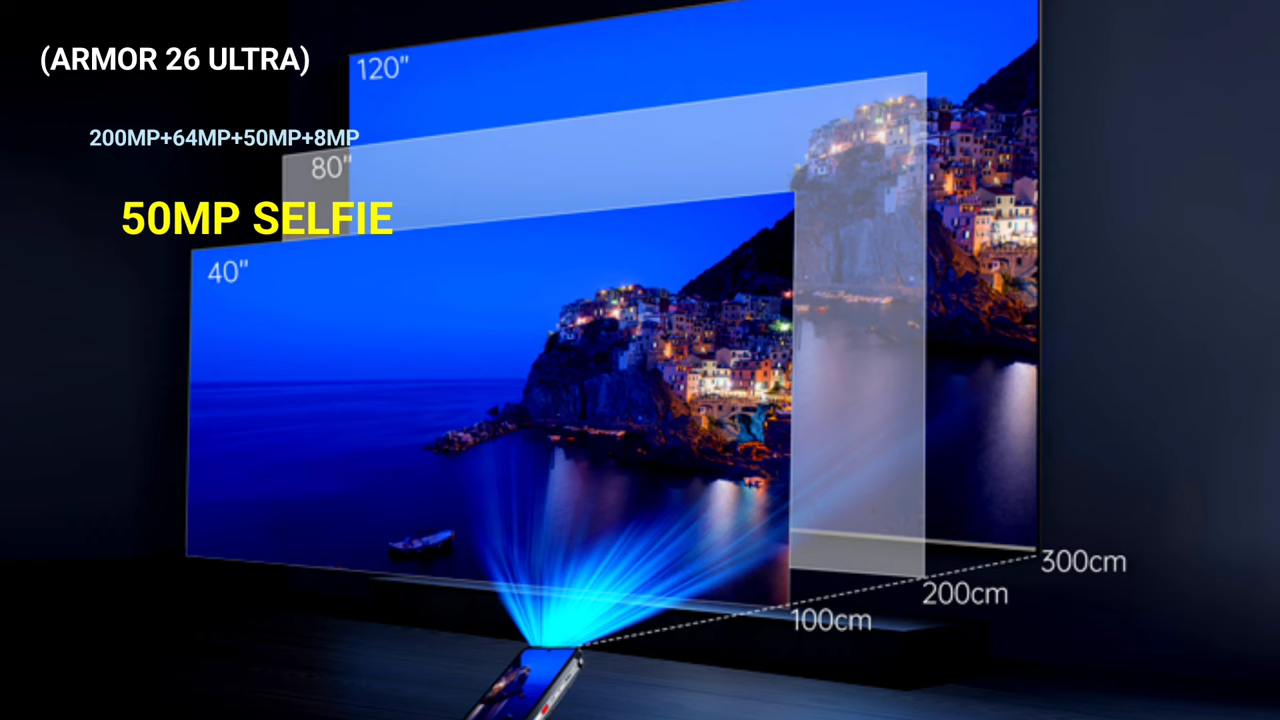 (ARMOR 26 ULTRA)
120"
200MP+64MP+50MP+8MP
80"
50MP SELFIE
40"
300cm
200cm
100cm